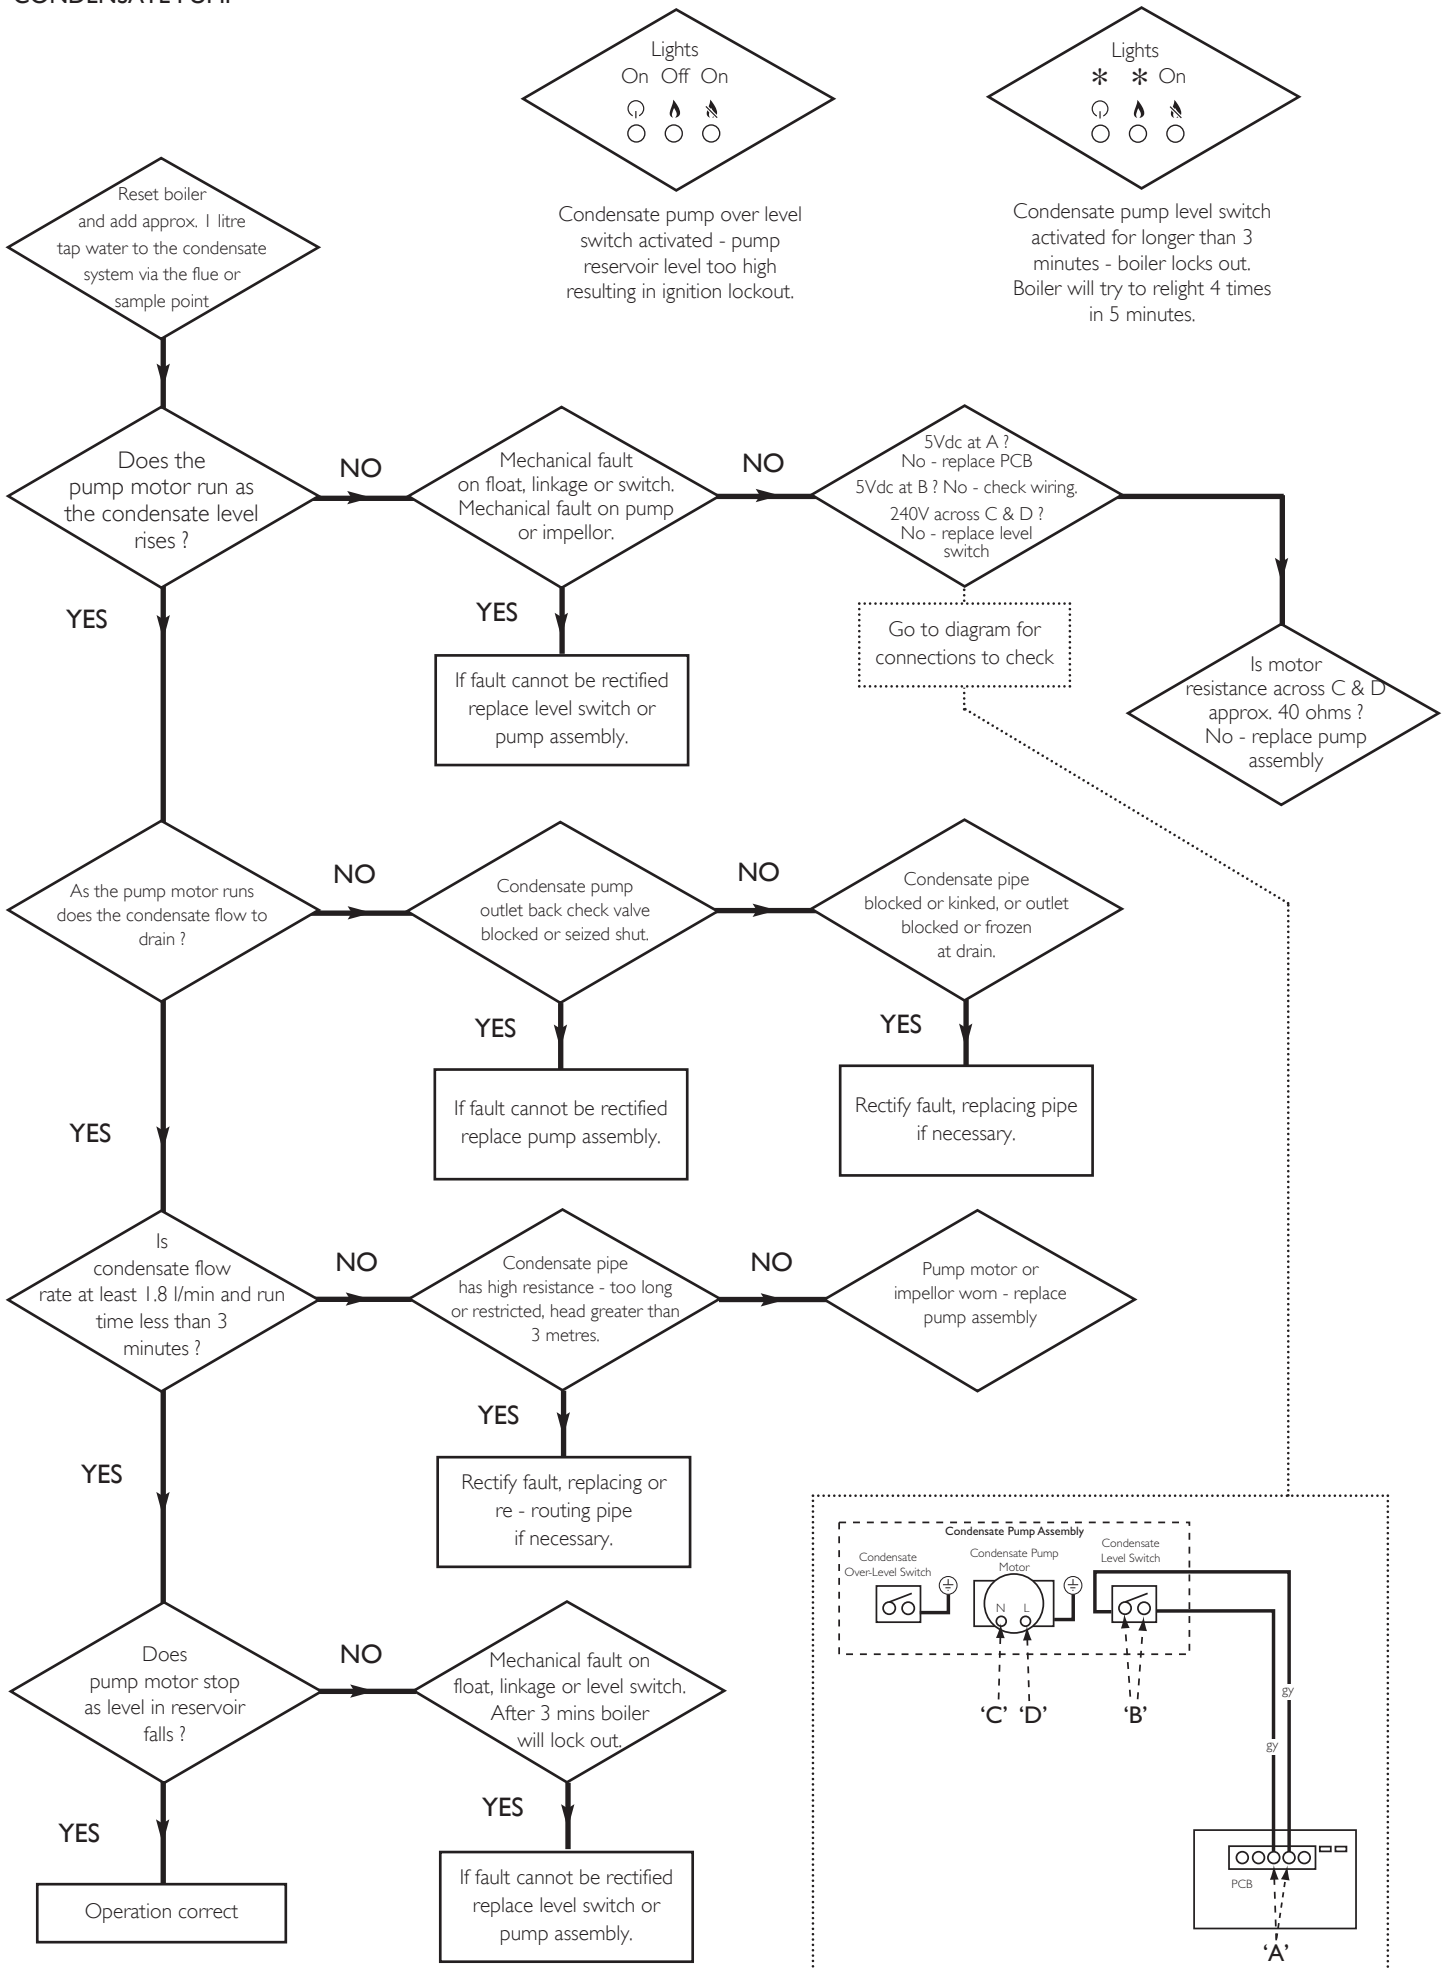 CONDENSATE PUMP
Lights
On Off On
Condensate pump over level
switch activated - pump
reservoir level too high
resulting in ignition lockout.
Lights
* * On
Condensate pump level switch
activated for longer than 3
minutes - boiler locks out.
Boiler will try to relight 4 times
in 5 minutes.
Reset boiler
and add approx. 1 litre
tap water to the condensate
system via the flue or
sample point
Does the
pump motor run as
the condensate level
rises ?
NO
YES
Mechanical fault
on float, linkage or switch.
Mechanical fault on pump
or impellor.
NO
YES
If fault cannot be rectified
replace level switch or
pump assembly.
5Vdc at A ?
No - replace PCB
5Vdc at B ? No - check wiring.
240V across C & D ?
No - replace level
switch
Go to diagram for
connections to check
Is motor
resistance across C & D
approx. 40 ohms ?
No - replace pump
assembly
As the pump motor runs
does the condensate flow to
drain ?
NO
YES
Condensate pump
outlet back check valve
blocked or seized shut.
NO
YES
If fault cannot be rectified
replace pump assembly.
Condensate pipe
blocked or kinked, or outlet
blocked or frozen
at drain.
YES
Rectify fault, replacing pipe
if necessary.
Is
condensate flow
rate at least 1.8 l/min and run
time less than 3
minutes ?
NO
YES
Condensate pipe
has high resistance - too long
or restricted, head greater than
3 metres.
NO
YES
Rectify fault, replacing or
re - routing pipe
if necessary.
Pump motor or
impellor worn - replace
pump assembly
Does
pump motor stop
as level in reservoir
falls ?
NO
YES
Operation correct
Mechanical fault on
float, linkage or level switch.
After 3 mins boiler
will lock out.
YES
If fault cannot be rectified
replace level switch or
pump assembly.
Condensate Pump Assembly
Condensate
Over-Level Switch
Condensate Pump
Motor
N L
Condensate
Level Switch
'C' 'D'
'B'
gy
gy
PCB
'A'